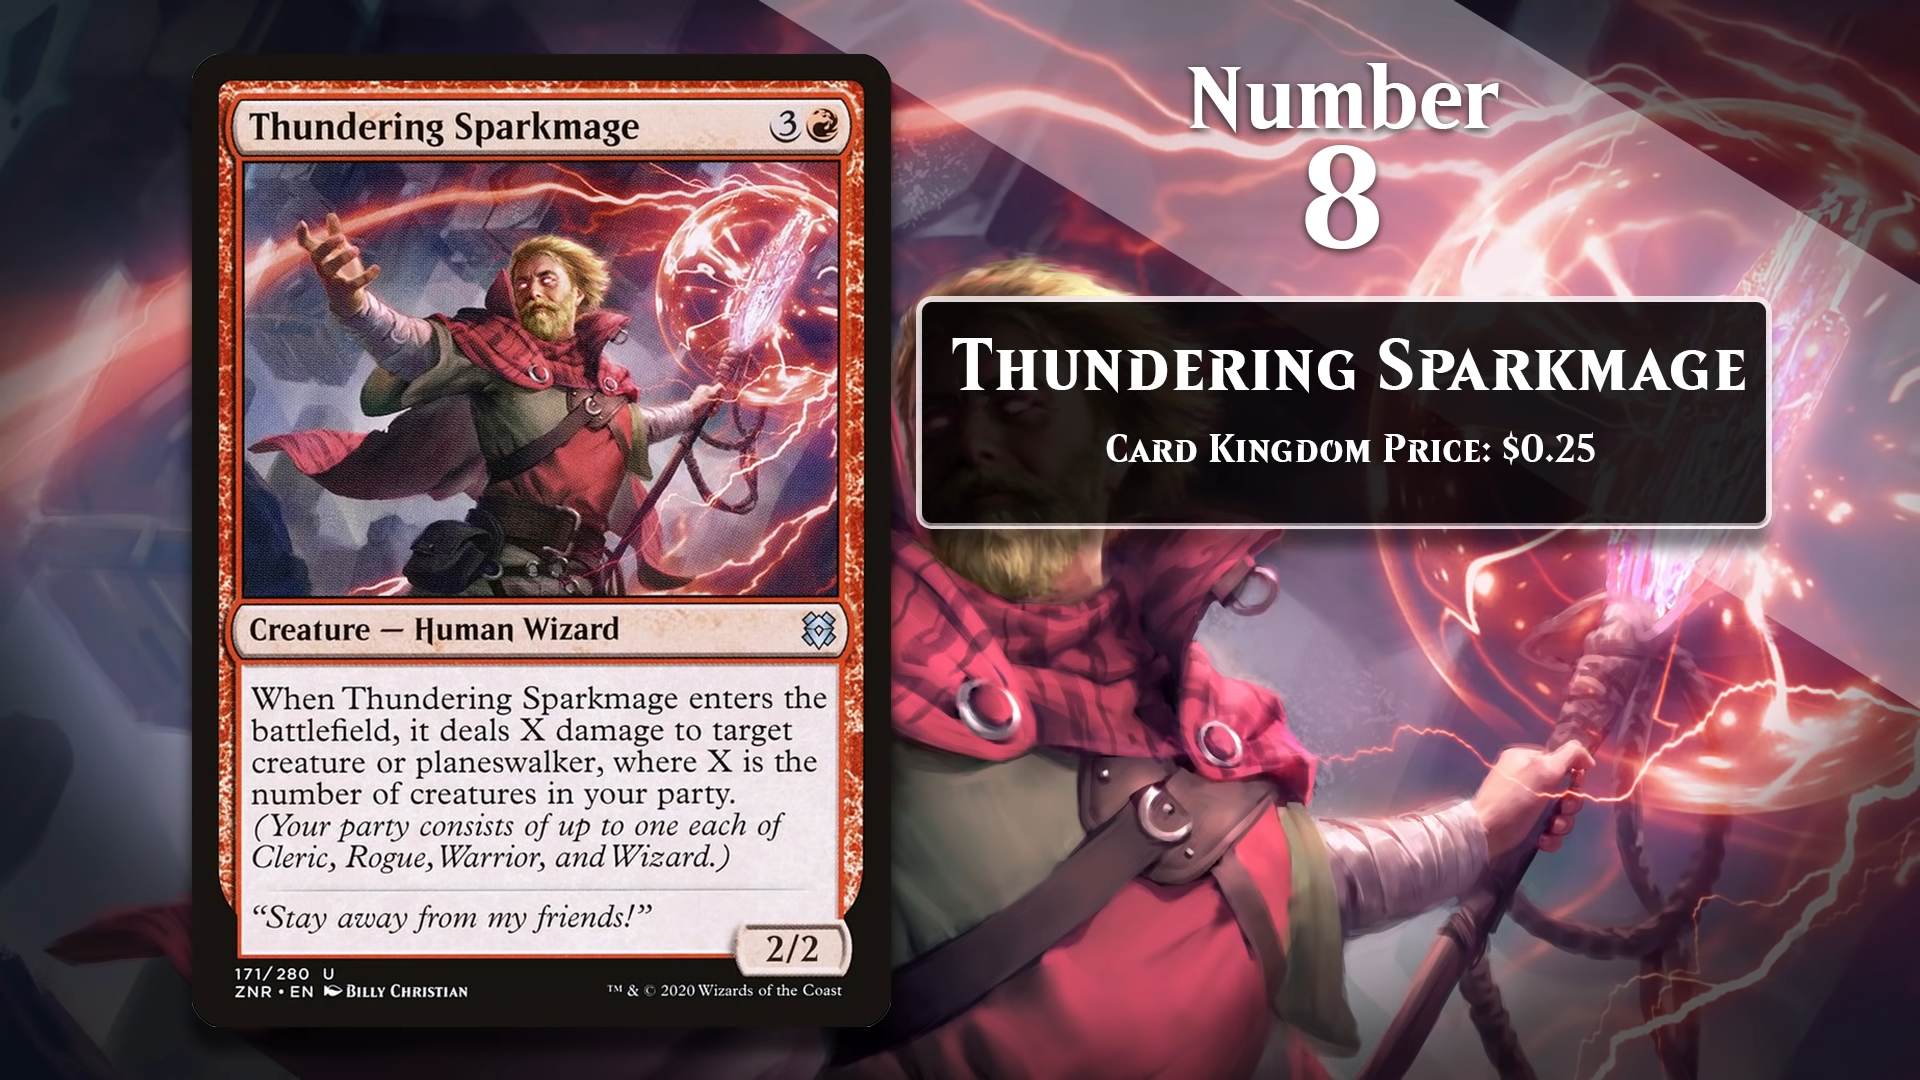 Thundering Sparkmage 3
Creature — Human Wizard
When Thundering Sparkmage enters the
battlefield, it deals X damage to target
creature or planeswalker, where X is the
number of creatures in your party.
(Your party consists of up to one each of
Cleric, Rogue, Warrior, and Wizard.)
“Stay away from my friends!”
2/2
171/280 U
ZNR • EN Billy Christian
™ & © 2020 Wizards of the Coast
Number
8
Thundering Sparkmage
Card Kingdom Price: $0.25